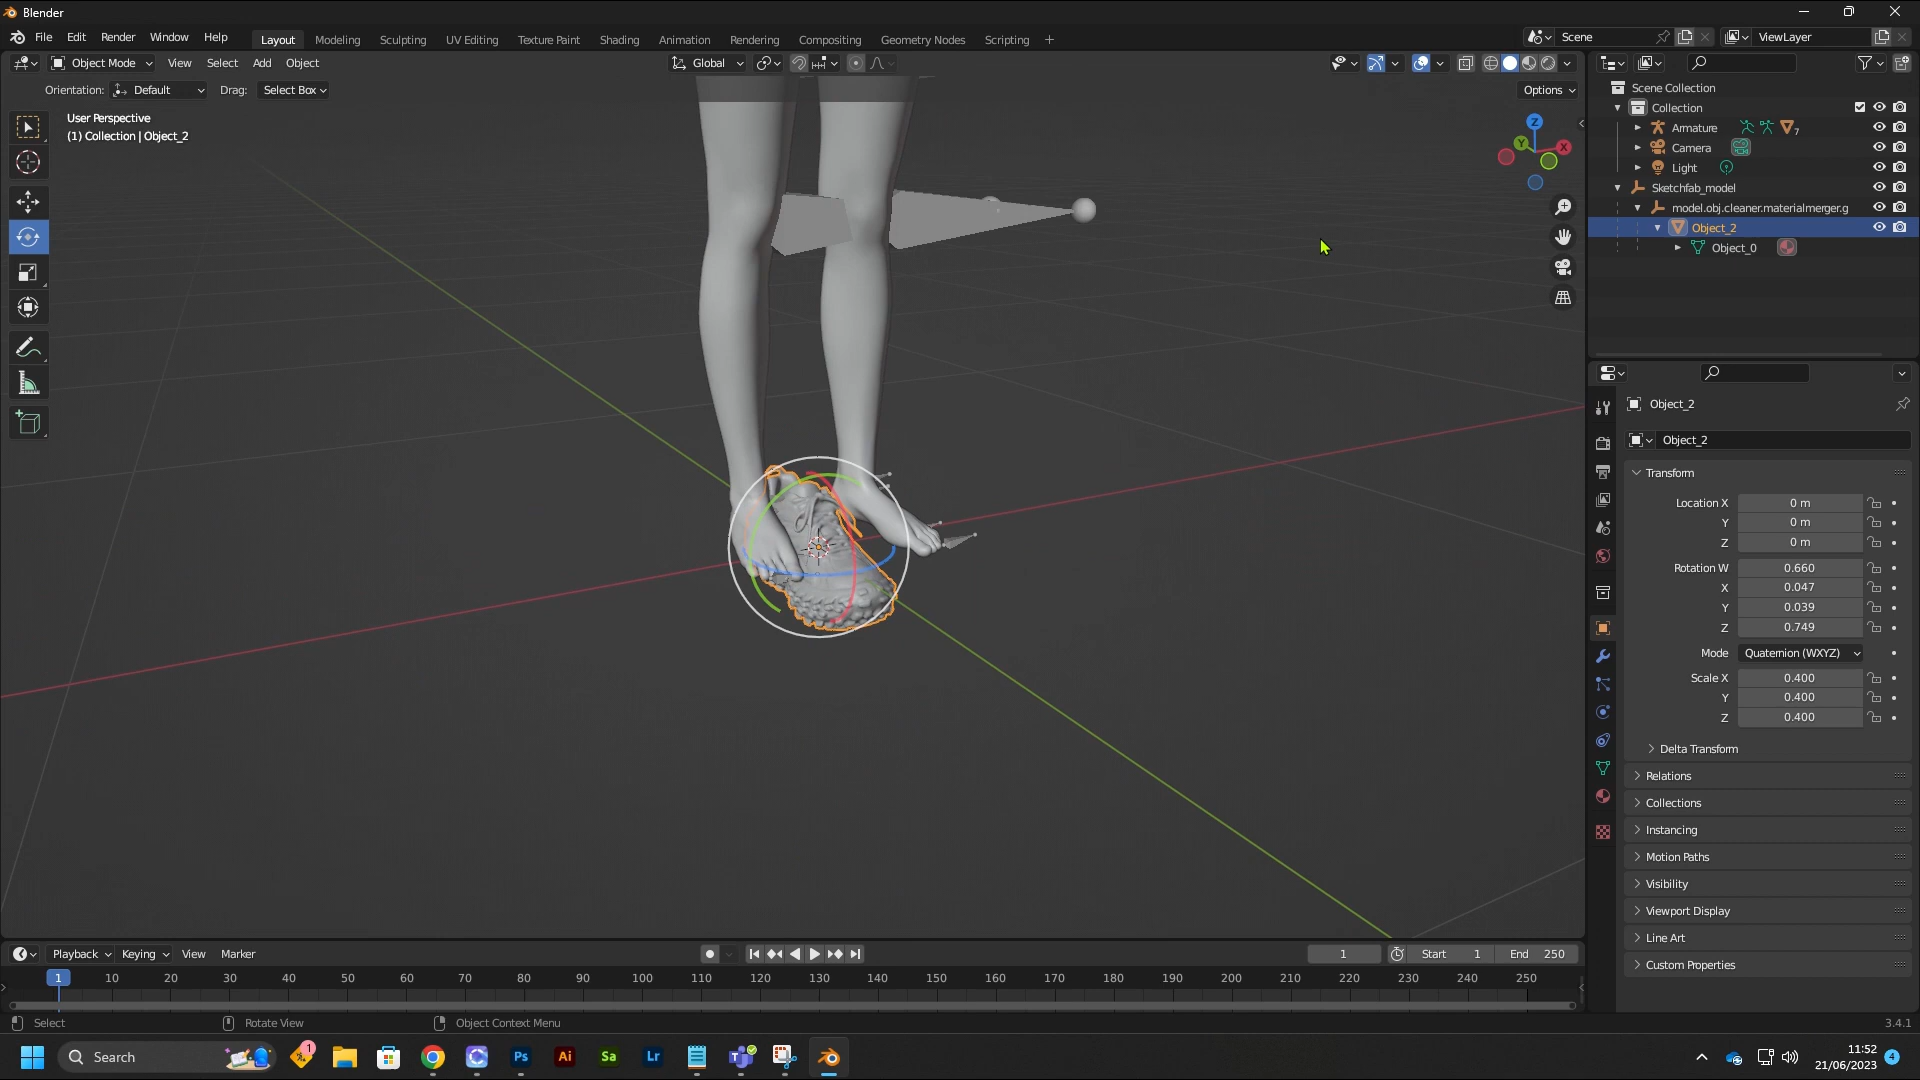 Blender
File Edit Render Window Help
Layout Modeling Sculpting UV Editing Texture Paint Shading Animation Rendering Compositing Geometry Nodes Scripting +
Scene ViewLayer
Object Mode View Select Add Object Global
Orientation: Default Drag: Select Box Options
User Perspective
(1) Collection | Object_2
Z
Y
X
Scene Collection
Collection
Armature 7
Camera
Light
Sketchfab_model
model.obj.cleaner.materialmerger.g
Object_2
Object_0
Object_2
Object_2
Transform
Location X 0 m
Y 0 m
Z 0 m
Rotation W 0.660
X 0.047
Y 0.039
Z 0.749
Mode Quaternion (WXYZ)
Scale X 0.400
Y 0.400
Z 0.400
Delta Transform
Relations
Collections
Instancing
Motion Paths
Visibility
Viewport Display
Line Art
Custom Properties
Playback Keying View Marker 1 Start 1 End 250
1 10 20 30 40 50 60 70 80 90 100 110 120 130 140 150 160 170 180 190 200 210 220 230 240 250
Select Rotate View Object Context Menu 3.4.1
Search 1 Ps Ai Sa Lr
11:52
21/06/2023 4